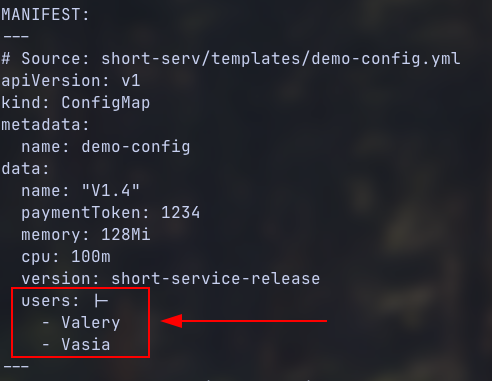 MANIFEST:
---
# Source: short-serv/templates/demo-config.yml
apiVersion: v1
kind: ConfigMap
metadata:
  name: demo-config
data:
  name: "V1.4"
  paymentToken: 1234
  memory: 128Mi
  cpu: 100m
  version: short-service-release
  users: |-
    - Valery
    - Vasia
---